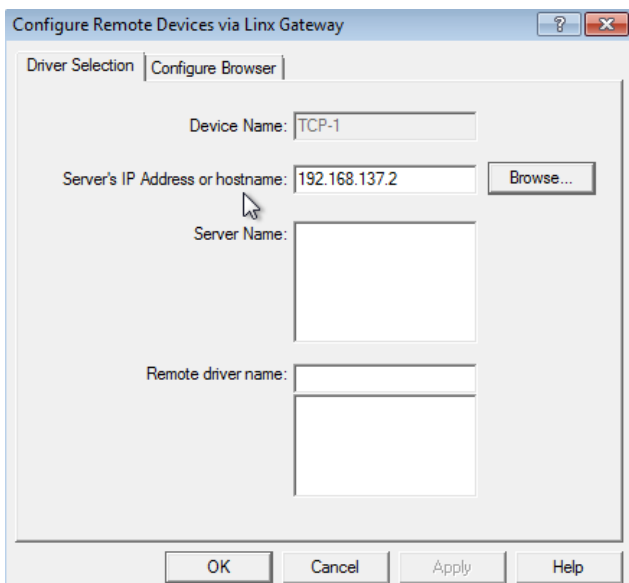 Configure Remote Devices via Linx Gateway
Driver Selection
Configure Browser
Device Name: TCP-1
Server's IP Address or hostname: 192.168.137.2 Browse...
Server Name:
Remote driver name:
OK Cancel Apply Help